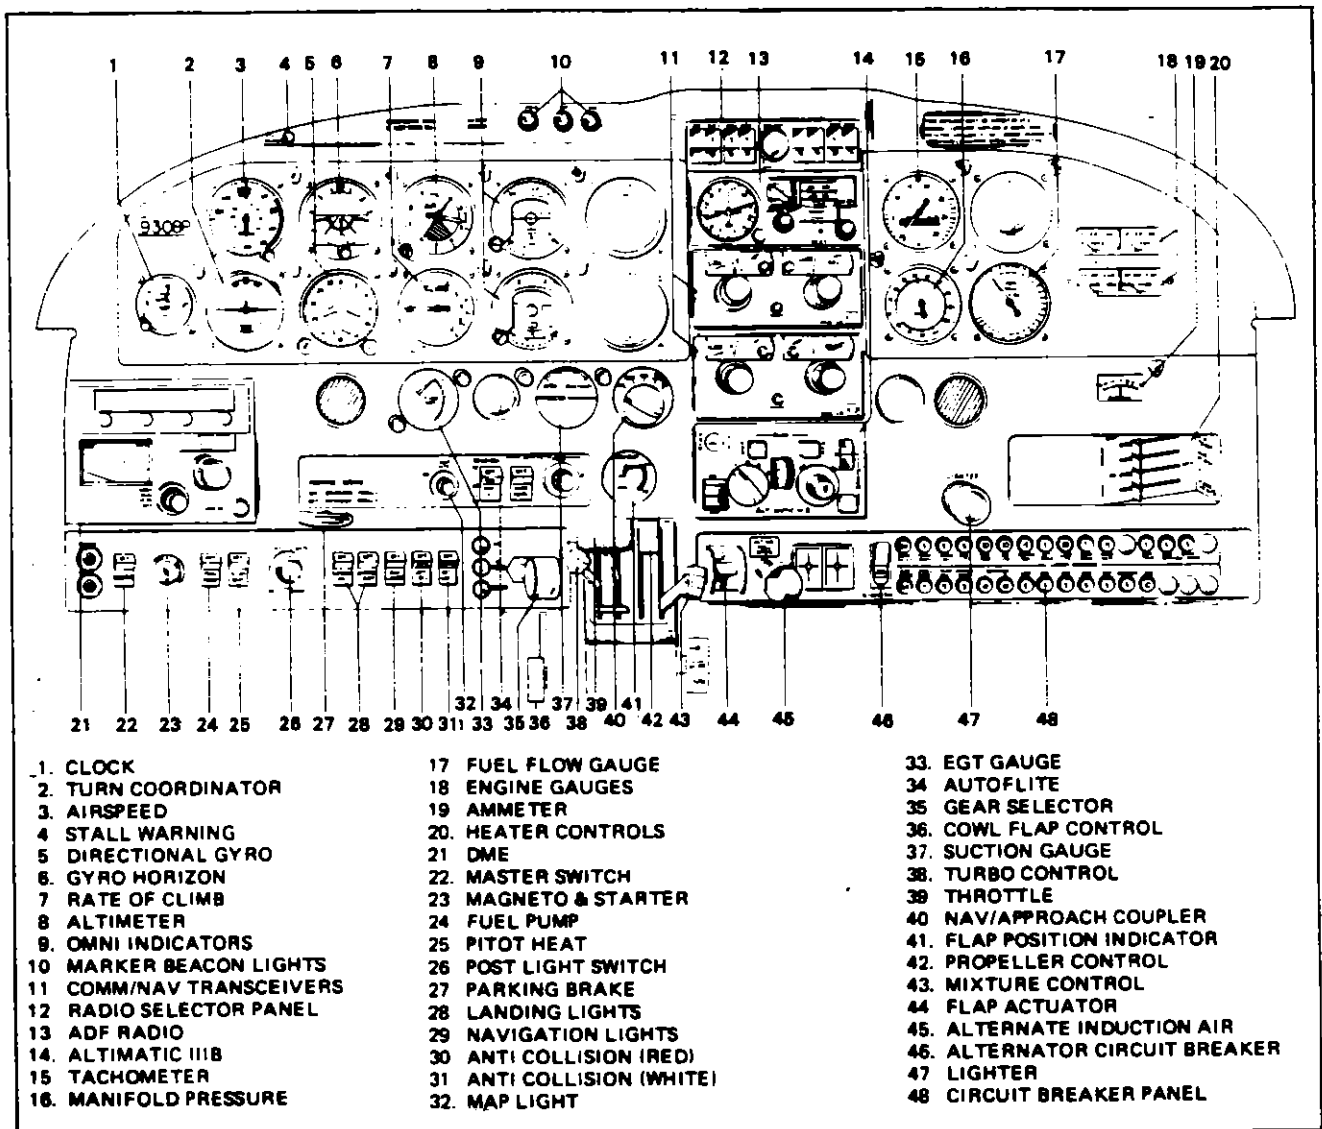 1 2 3 4 5 6 7 8 9 10 11 12 13 14 15 16 17 18 19 20
9308P
21 22 23 24 25 26 27 28 29 30 31 32 33 34 35 36 37 38 39 40 41 42 43 44 45 46 47 48
1. CLOCK
2. TURN COORDINATOR
3. AIRSPEED
4 STALL WARNING
5 DIRECTIONAL GYRO
6. GYRO HORIZON
7 RATE OF CLIMB
8 ALTIMETER
9. OMNI INDICATORS
10 MARKER BEACON LIGHTS
11 COMM/NAV TRANSCEIVERS
12 RADIO SELECTOR PANEL
13 ADF RADIO
14. ALTIMATIC IIIB
15 TACHOMETER
16. MANIFOLD PRESSURE
17 FUEL FLOW GAUGE
18 ENGINE GAUGES
19 AMMETER
20. HEATER CONTROLS
21 DME
22. MASTER SWITCH
23 MAGNETO & STARTER
24 FUEL PUMP
25 PITOT HEAT
26 POST LIGHT SWITCH
27 PARKING BRAKE
28 LANDING LIGHTS
29 NAVIGATION LIGHTS
30 ANTI COLLISION (RED)
31 ANTI COLLISION (WHITE)
32. MAP LIGHT
33. EGT GAUGE
34 AUTOFLITE
35 GEAR SELECTOR
36. COWL FLAP CONTROL
37. SUCTION GAUGE
38. TURBO CONTROL
39 THROTTLE
40 NAV/APPROACH COUPLER
41. FLAP POSITION INDICATOR
42. PROPELLER CONTROL
43. MIXTURE CONTROL
44 FLAP ACTUATOR
45. ALTERNATE INDUCTION AIR
46. ALTERNATOR CIRCUIT BREAKER
47 LIGHTER
48 CIRCUIT BREAKER PANEL